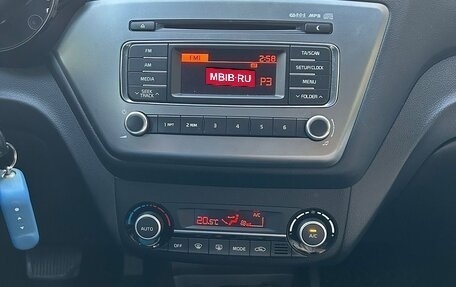 MP3
FM
AM
MEDIA
SEEK
TRACK
FM1
2:58
MBIB.RU
P3
TA/SCAN
SETUP/CLOCK
FOLDER
1 RPT
2 RDM
3
4
5
6
AUTO
20.5°C
A/C
OFF
MODE
A/C